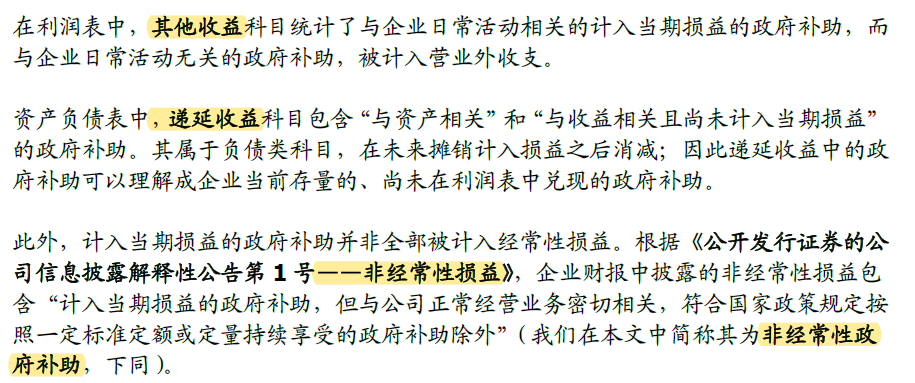 在利润表中，其他收益科目统计了与企业日常活动相关的计入当期损益的政府补助，而
与企业日常活动无关的政府补助，被计入营业外收支。
资产负债表中，递延收益科目包含“与资产相关”和“与收益相关且尚未计入当期损益”
的政府补助。其属于负债类科目，在未来摊销计入损益之后消减；因此递延收益中的政
府补助可以理解成企业当前存量的、尚未在利润表中兑现的政府补助。
此外，计入当期损益的政府补助并非全部被计入经常性损益。根据《公开发行证券的公
司信息披露解释性公告第 1 号——非经常性损益》，企业财报中披露的非经常性损益包
含“计入当期损益的政府补助，但与公司正常经营业务密切相关，符合国家政策规定按
照一定标准定额或定量持续享受的政府补助除外”（我们在本文中简称其为非经常性政
府补助，下同）。